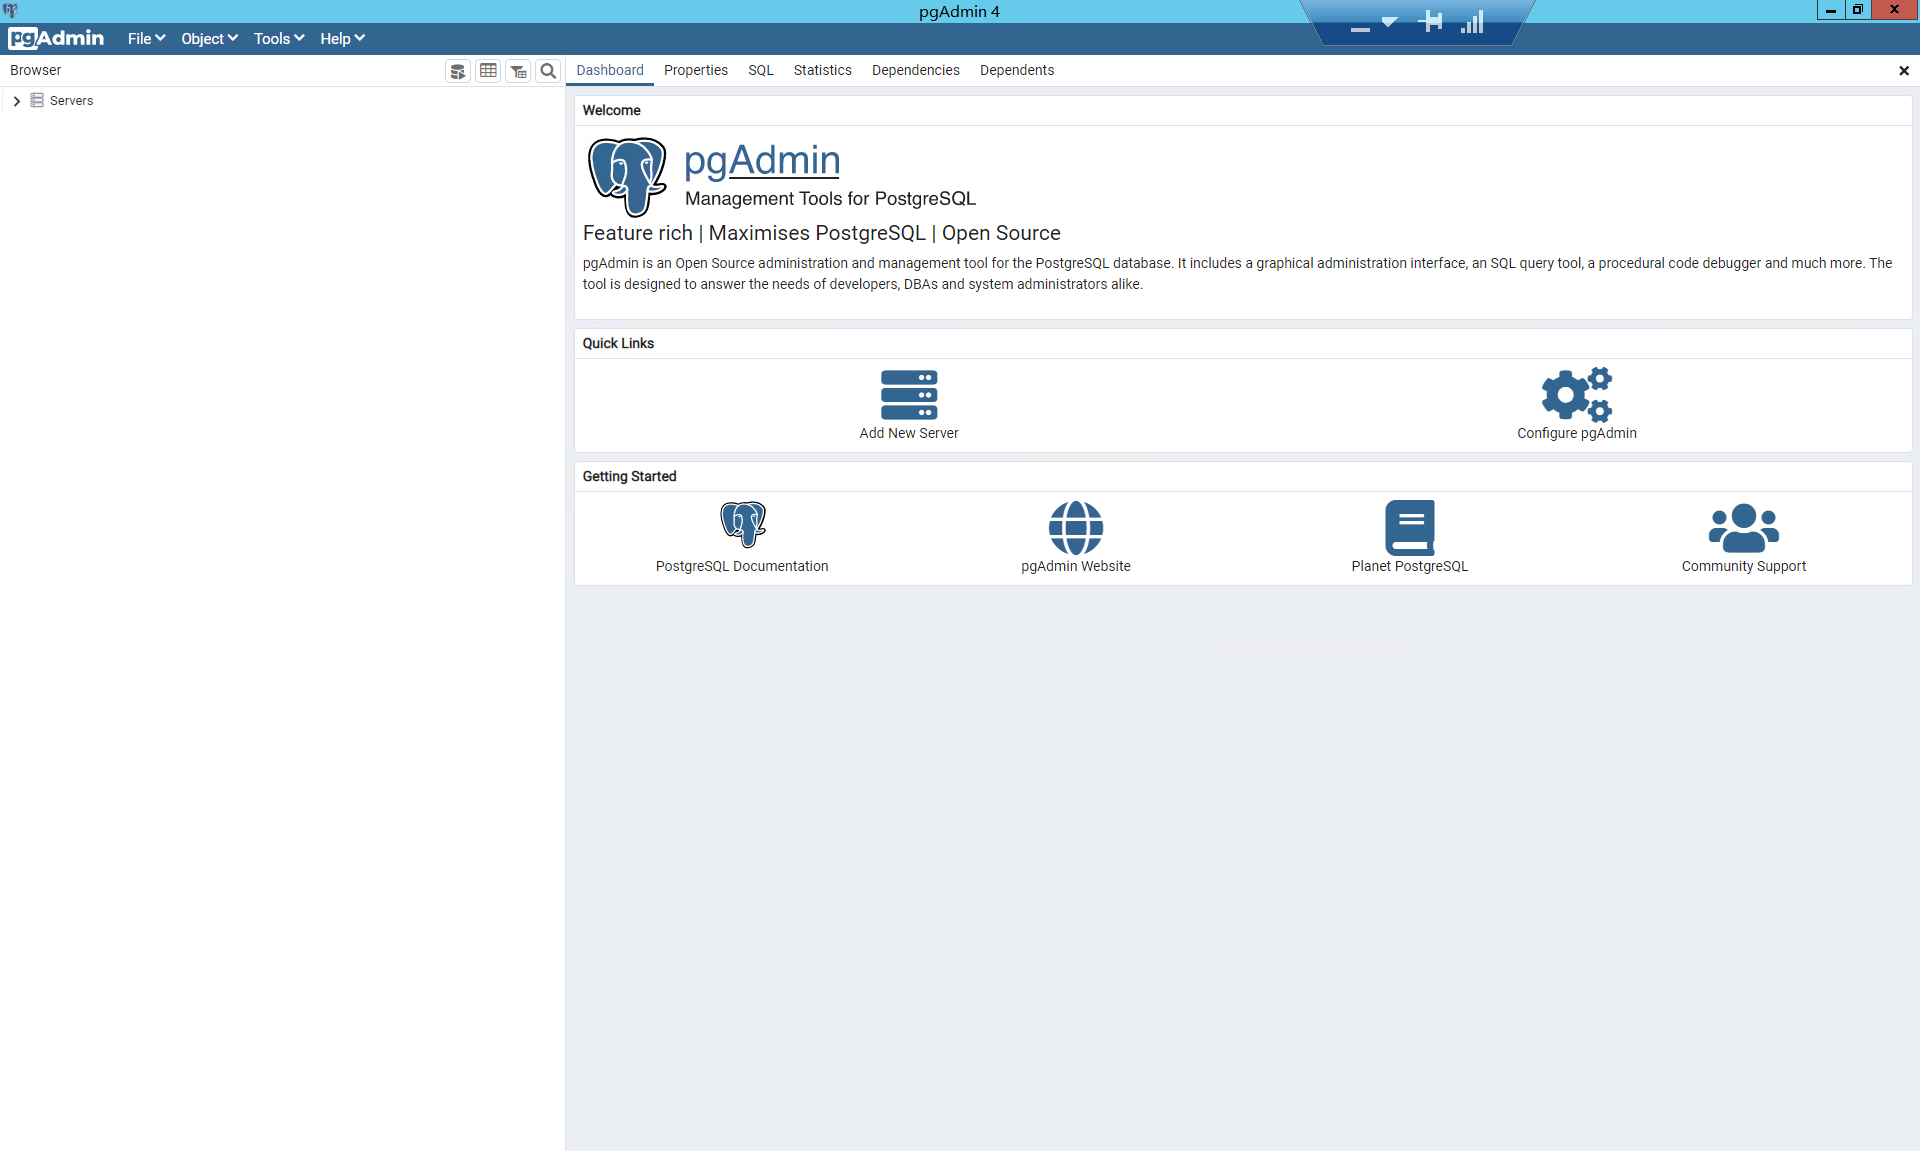 pgAdmin 4
pgAdmin File Object Tools Help
Browser
Dashboard Properties SQL Statistics Dependencies Dependents
Servers
Welcome
pgAdmin
Management Tools for PostgreSQL
Feature rich | Maximises PostgreSQL | Open Source
pgAdmin is an Open Source administration and management tool for the PostgreSQL database. It includes a graphical administration interface, an SQL query tool, a procedural code debugger and much more. The
tool is designed to answer the needs of developers, DBAs and system administrators alike.
Quick Links
Add New Server
Configure pgAdmin
Getting Started
PostgreSQL Documentation
pgAdmin Website
Planet PostgreSQL
Community Support